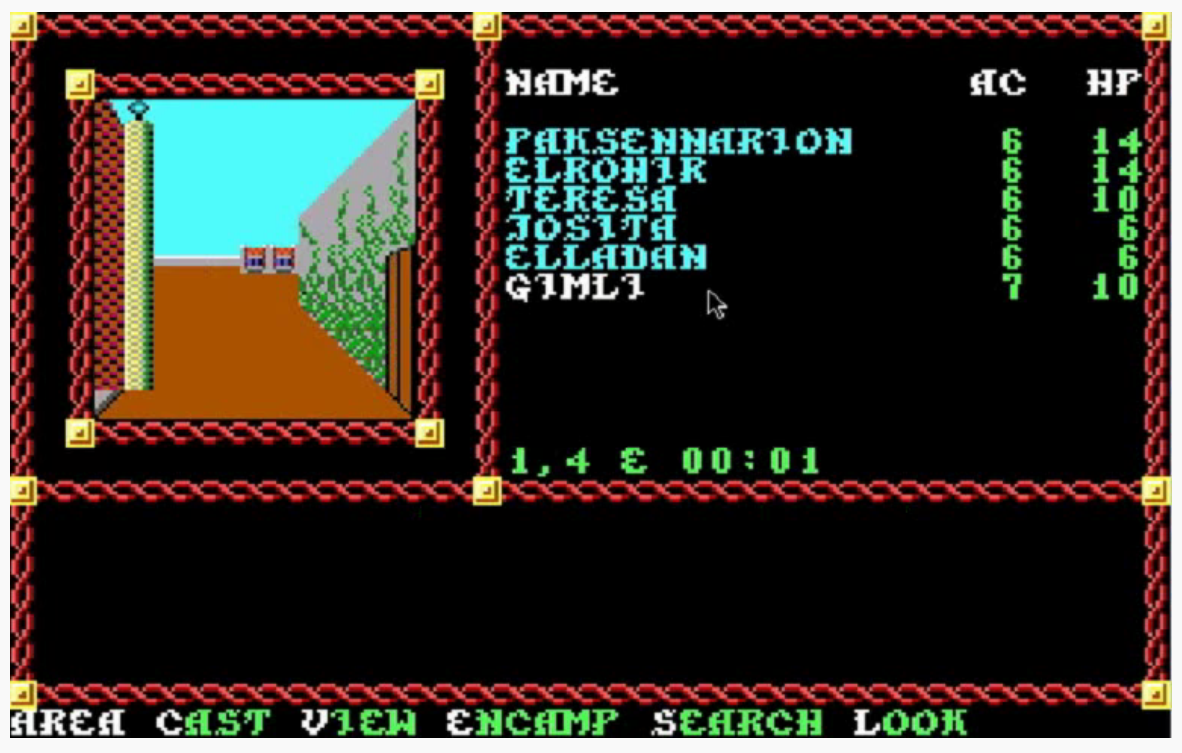 NAME AC HP
PAKSENNARION 6 14
ELROHIR 6 14
TERESA 6 10
JOSITA 6 6
ELLADAN 6 6
GIMLI 7 10
1,4 E 00:01
AREA CAST VIEW ENCAMP SEARCH LOOK